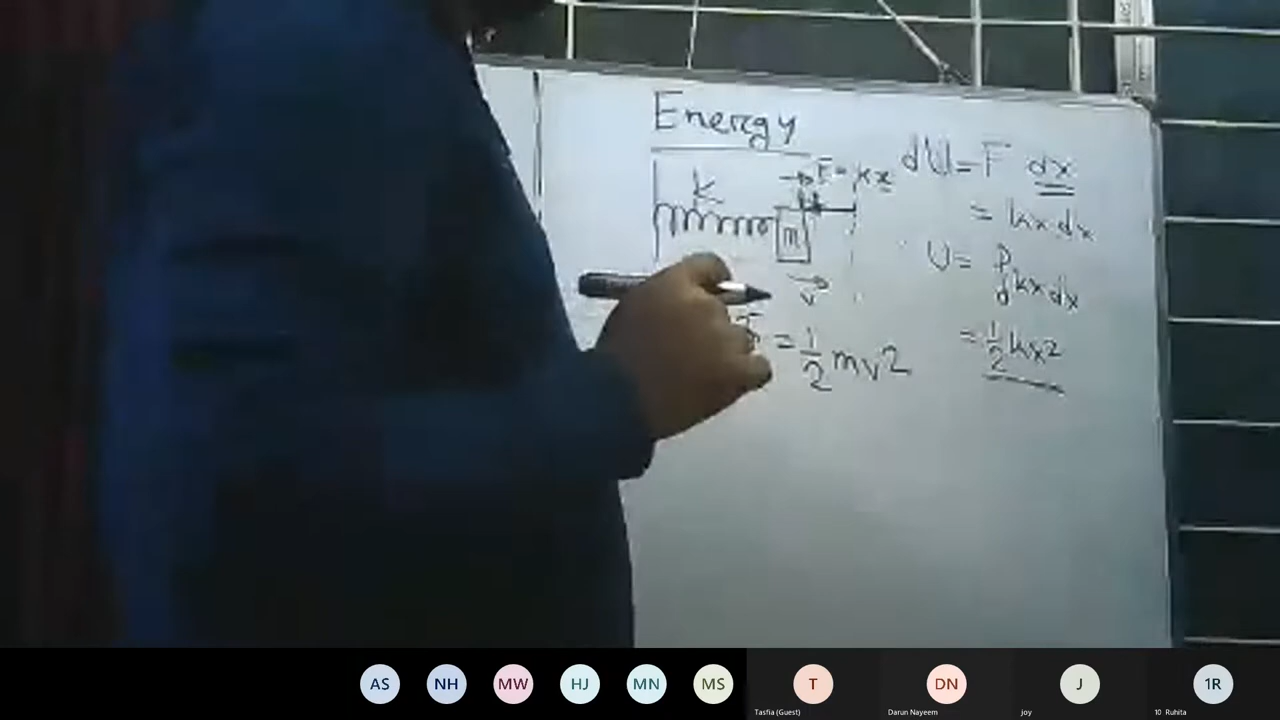 Energy
k
F = kx
m
v
= 1/2 mv2
dU = F dx
= kx dx
U = ∫ kx dx
= 1/2 kx2
AS NH MW HJ MN MS T DN J 1R
Tasfia (Guest) Darun Nayeem joy 10 Ruhita